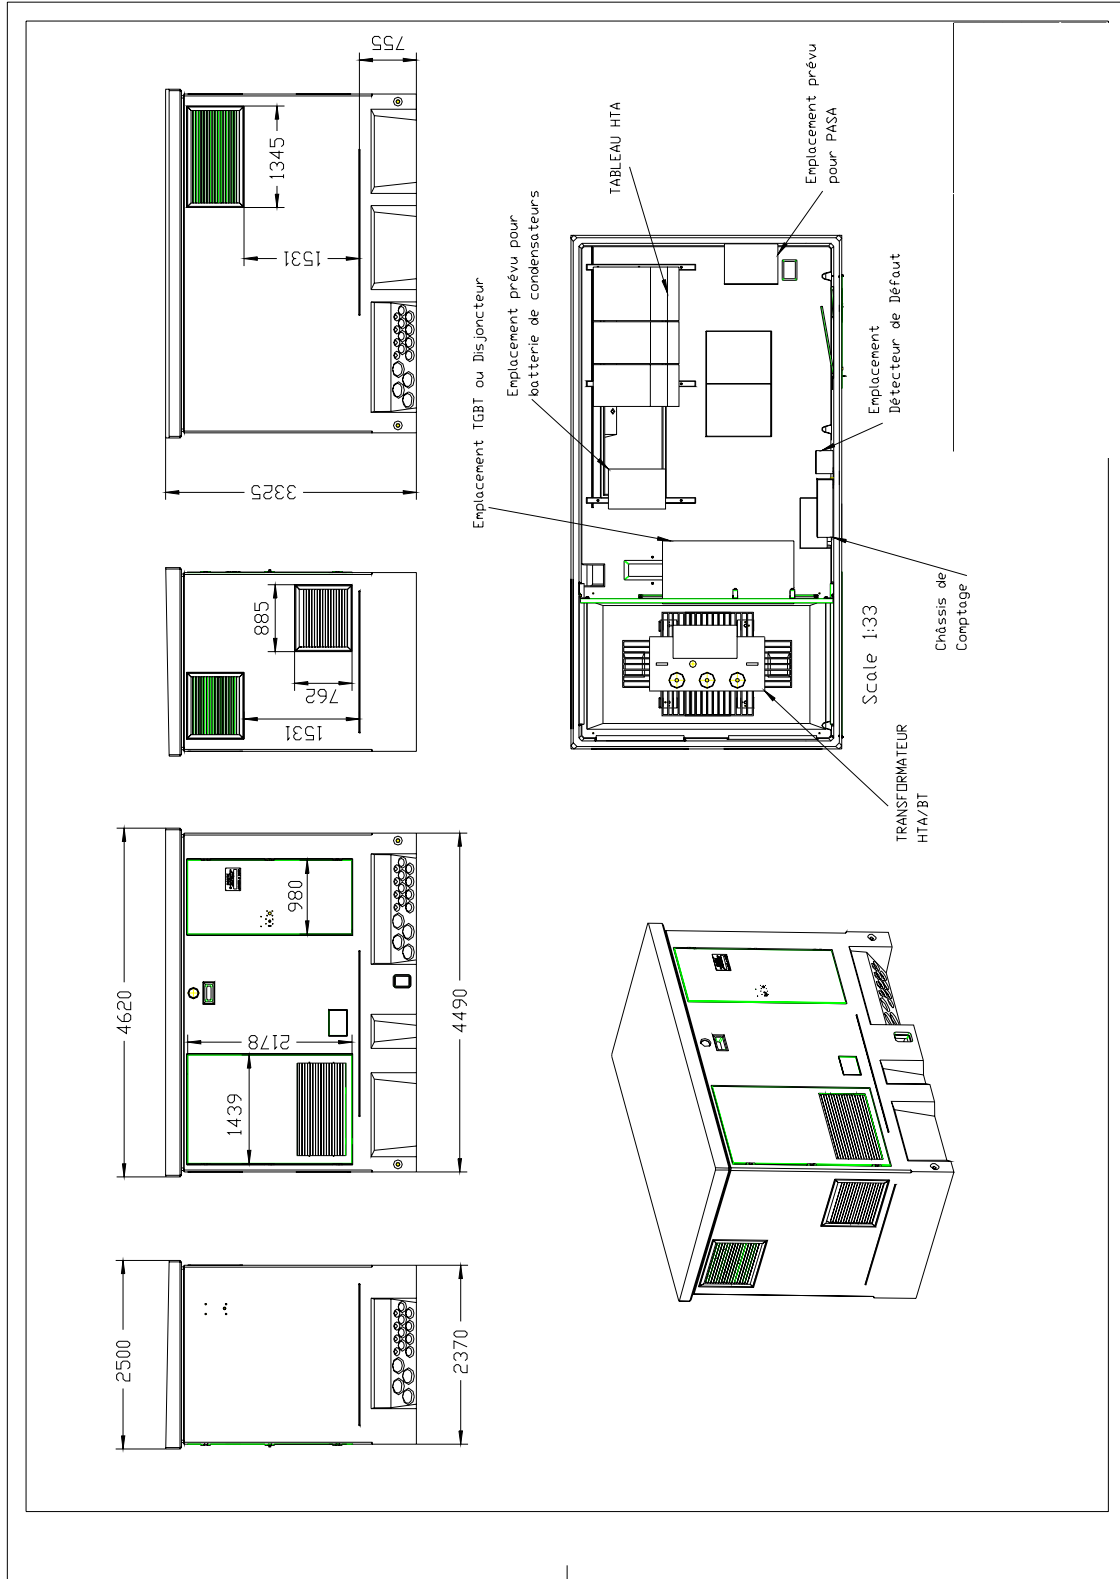 755
1345
1531
3325
885
762
1531
4620
980
2178
1439
4490
2500
2370
Emplacement TGBT ou Disjoncteur
Emplacement prévu pour
batterie de condensateurs
TABLEAU HTA
Emplacement prévu
pour PASA
Emplacement
Détecteur de Défaut
Châssis de
Comptage
Scale 1:33
TRANSFORMATEUR
HTA/BT